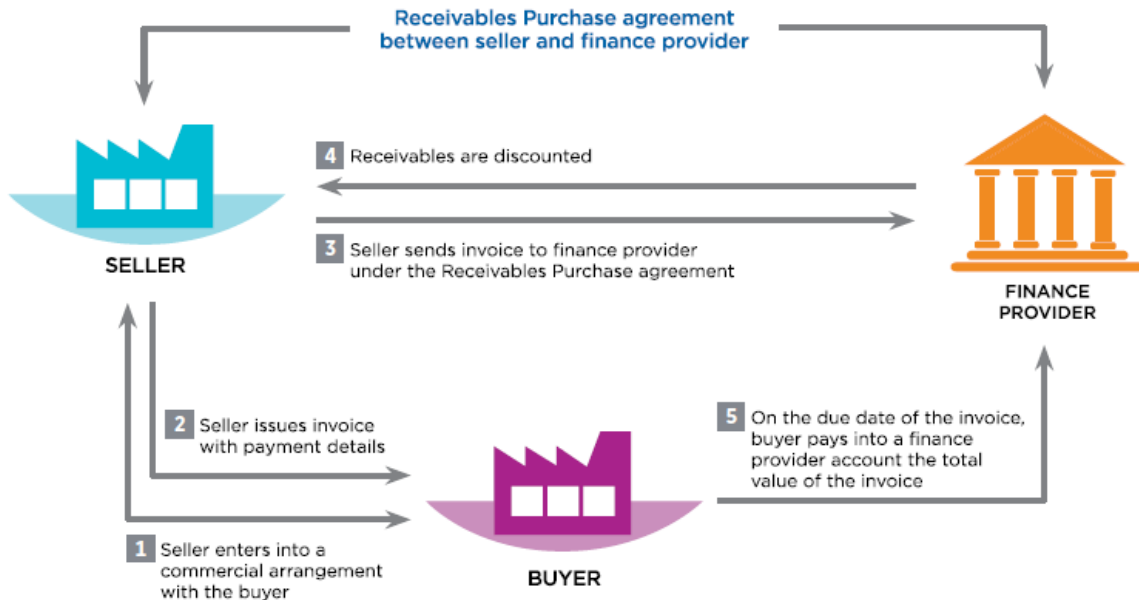 Receivables Purchase agreement
between seller and finance provider
4 Receivables are discounted
3 Seller sends invoice to finance provider
under the Receivables Purchase agreement
SELLER
FINANCE
PROVIDER
2 Seller issues invoice
with payment details
5 On the due date of the invoice,
buyer pays into a finance
provider account the total
value of the invoice
1 Seller enters into a
commercial arrangement
with the buyer
BUYER